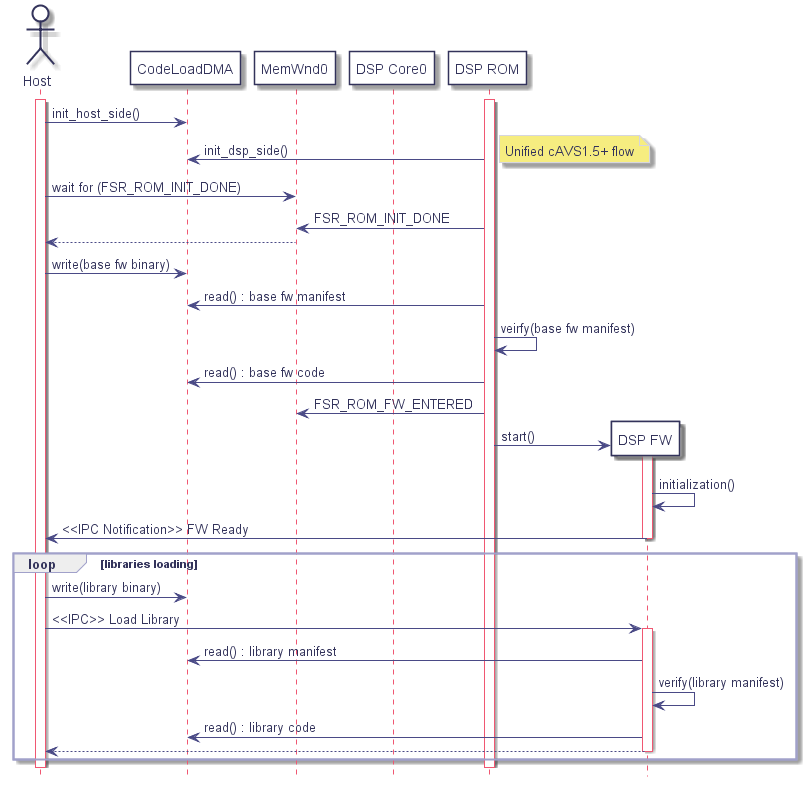 Host
CodeLoadDMA
MemWnd0
DSP Core0
DSP ROM
init_host_side()
Unified cAVS1.5+ flow
init_dsp_side()
wait for (FSR_ROM_INIT_DONE)
FSR_ROM_INIT_DONE
write(base fw binary)
read() : base fw manifest
veirfy(base fw manifest)
read() : base fw code
FSR_ROM_FW_ENTERED
start()
DSP FW
initialization()
<<IPC Notification>> FW Ready
loop
[libraries loading]
write(library binary)
<<IPC>> Load Library
read() : library manifest
verify(library manifest)
read() : library code